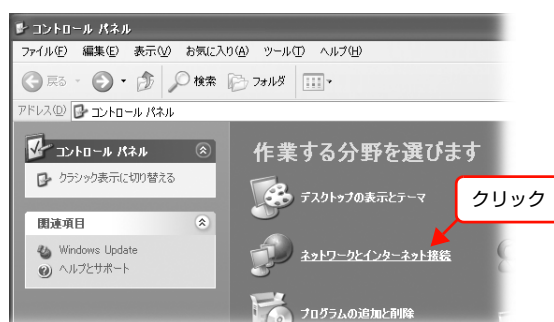 コントロール パネル
ファイル(F) 編集(E) 表示(V) お気に入り(A) ツール(T) ヘルプ(H)
戻る 検索 フォルダ
アドレス(D) コントロール パネル
コントロール パネル
クラシック表示に切り替える
関連項目
Windows Update
ヘルプとサポート
作業する分野を選びます
デスクトップの表示とテーマ
クリック
ネットワークとインターネット接続
プログラムの追加と削除